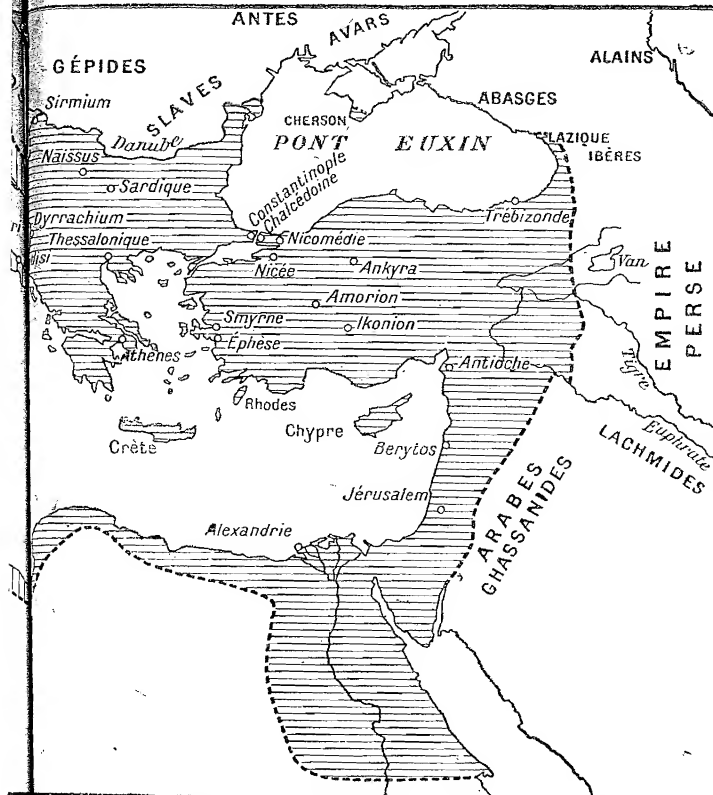 ANTES
AVARS
GÉPIDES
ALAINS
Sirmium
SLAVES
ABASGES
CHERSON
Danube
PONT EUXIN
LAZIQUE
IBÈRES
Naissus
Sardique
Constantinople
Chalcédoine
Trébizonde
Dyrrachium
Thessalonique
Nicomédie
Nicée
Ankyra
Van
EMPIRE
PERSE
Amorion
Smyrne
Ikonion
Éphèse
Athènes
Antioche
Tigre
Rhodes
Chypre
Crète
Euphrate
LACHMIDES
Berytos
Jérusalem
ARABES
GHASSANIDES
Alexandrie